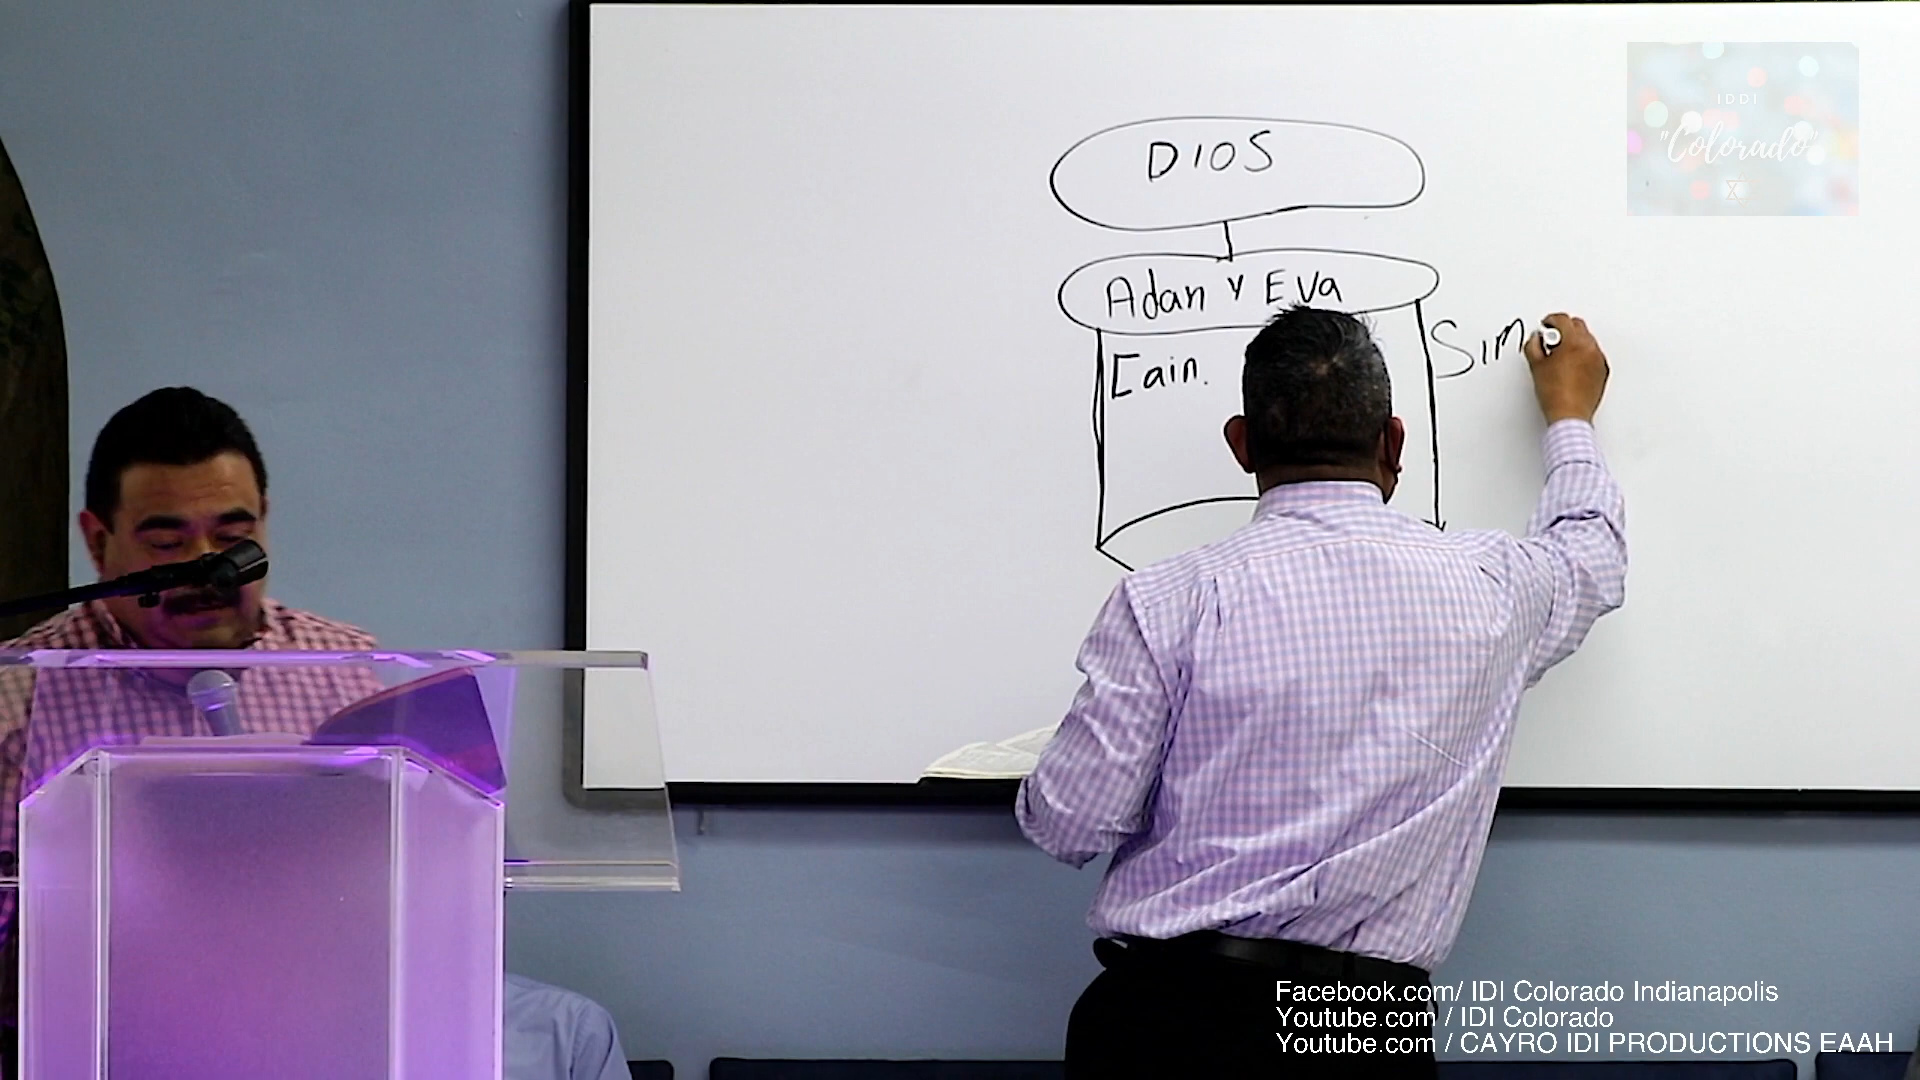 IDDI
"Colorado"
DIOS
Adan y Eva
Cain.
Sim
Facebook.com/ IDI Colorado Indianapolis
Youtube.com / IDI Colorado
Youtube.com / CAYRO IDI PRODUCTIONS EAAH